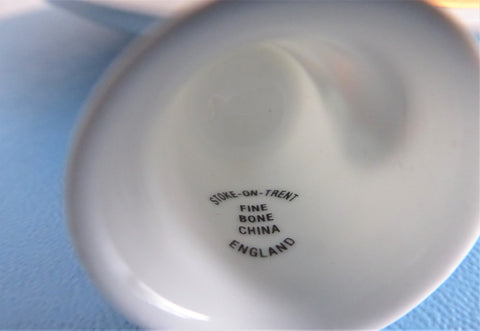 STOKE-ON-TRENT
FINE
BONE
CHINA
ENGLAND